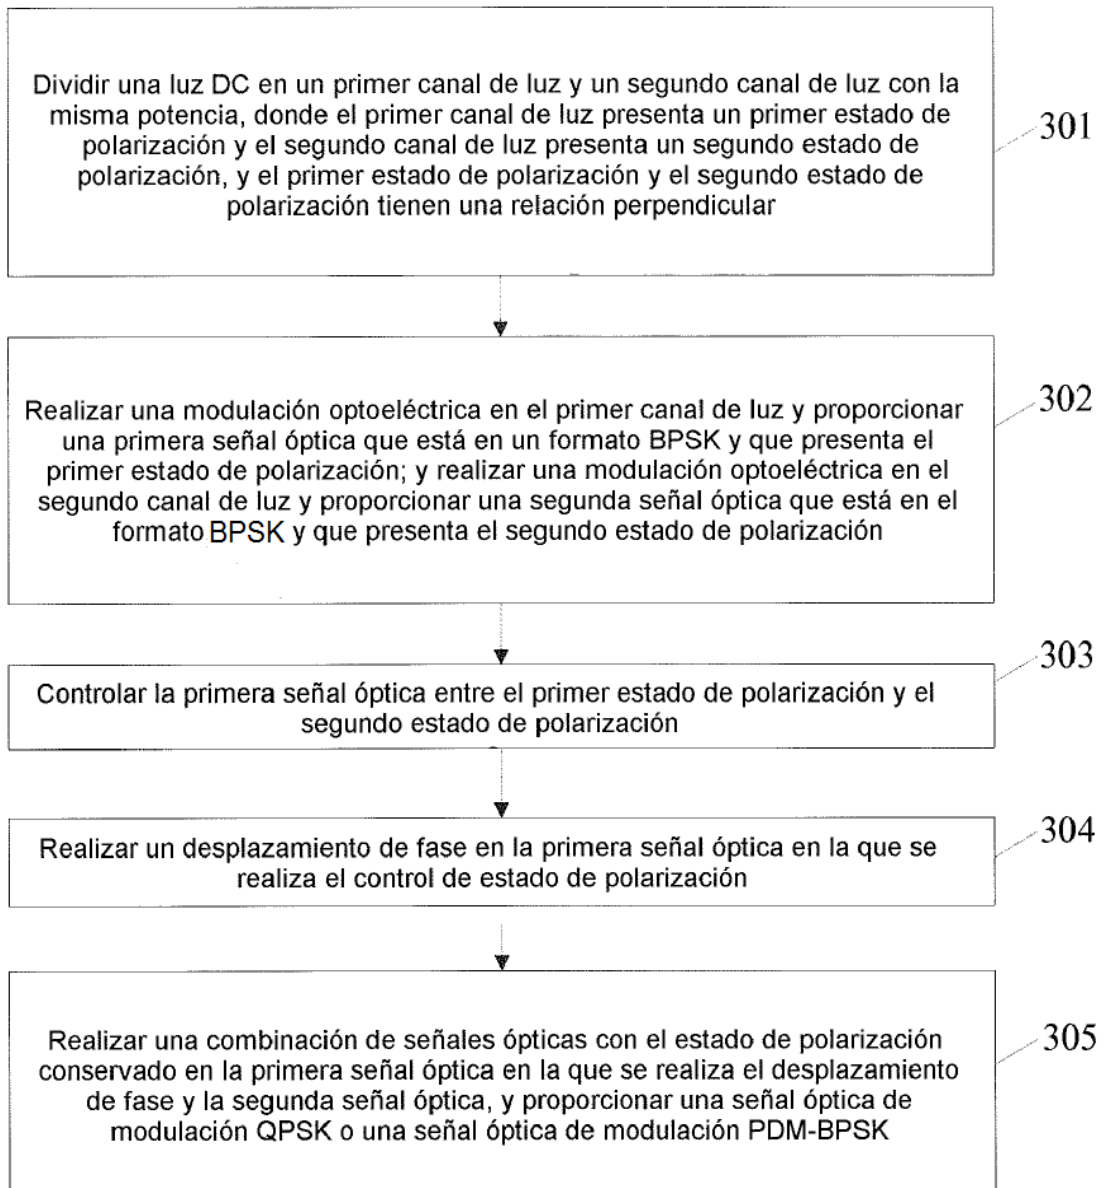 Dividir una luz DC en un primer canal de luz y un segundo canal de luz con la
misma potencia, donde el primer canal de luz presenta un primer estado de
polarización y el segundo canal de luz presenta un segundo estado de
polarización, y el primer estado de polarización y el segundo estado de
polarización tienen una relación perpendicular
301
Realizar una modulación optoeléctrica en el primer canal de luz y proporcionar
una primera señal óptica que está en un formato BPSK y que presenta el
primer estado de polarización; y realizar una modulación optoeléctrica en el
segundo canal de luz y proporcionar una segunda señal óptica que está en el
formato BPSK y que presenta el segundo estado de polarización
302
Controlar la primera señal óptica entre el primer estado de polarización y el
segundo estado de polarización
303
Realizar un desplazamiento de fase en la primera señal óptica en la que se
realiza el control de estado de polarización
304
Realizar una combinación de señales ópticas con el estado de polarización
conservado en la primera señal óptica en la que se realiza el desplazamiento
de fase y la segunda señal óptica, y proporcionar una señal óptica de
modulación QPSK o una señal óptica de modulación PDM-BPSK
305